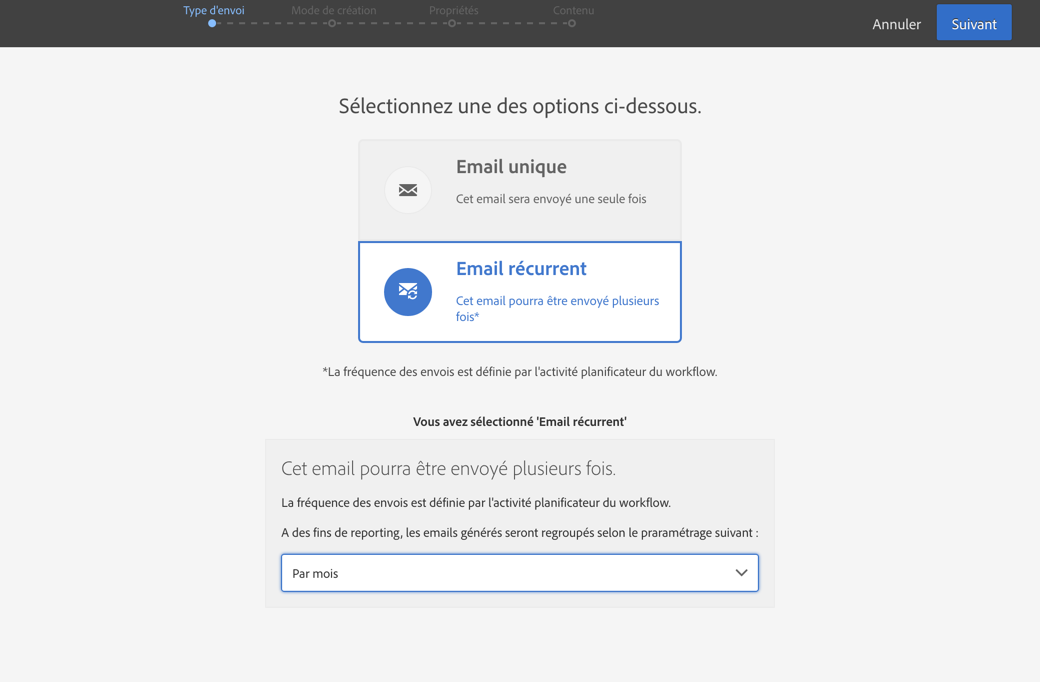 Type d'envoi
Mode de création
Propriétés
Contenu
Annuler
Suivant
Sélectionnez une des options ci-dessous.
Email unique
Cet email sera envoyé une seule fois
Email récurrent
Cet email pourra être envoyé plusieurs
fois*
*La fréquence des envois est définie par l'activité planificateur du workflow.
Vous avez sélectionné 'Email récurrent'
Cet email pourra être envoyé plusieurs fois.
La fréquence des envois est définie par l'activité planificateur du workflow.
A des fins de reporting, les emails générés seront regroupés selon le praramétrage suivant :
Par mois